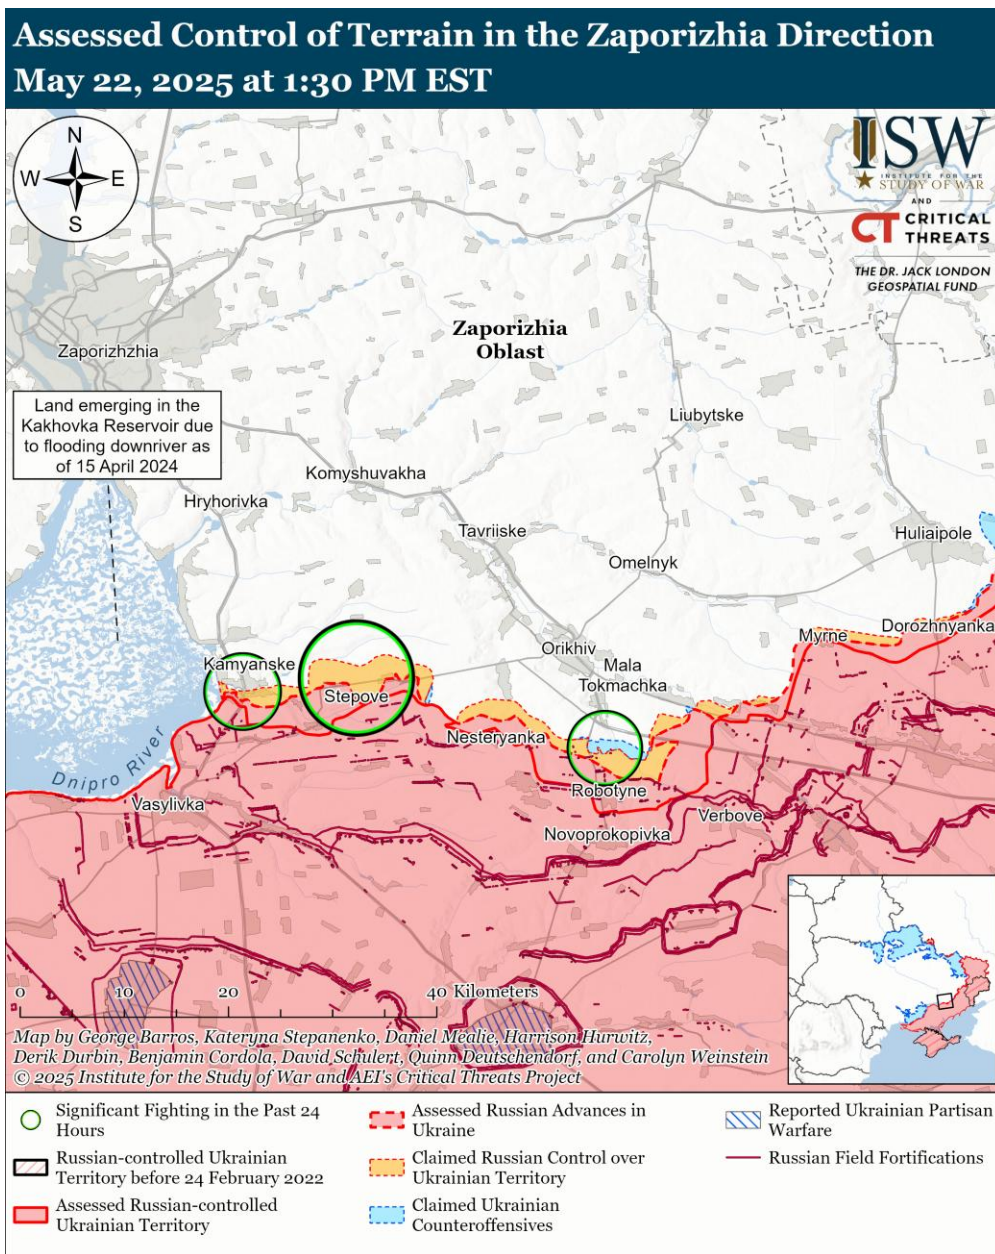 Assessed Control of Terrain in the Zaporizhia Direction
May 22, 2025 at 1:30 PM EST
N
W
E
S
ISW
INSTITUTE FOR THE
STUDY OF WAR
AND
CT CRITICAL
THREATS
THE DR. JACK LONDON
GEOSPATIAL FUND
Zaporizhia
Oblast
Zaporizhzhia
Land emerging in the
Kakhovka Reservoir due
to flooding downriver as
of 15 April 2024
Liubytske
Komyshuvakha
Hryhorivka
Tavriiske
Huliaipole
Omelnyk
Dorozhnyanka
Myrne
Orikhiv
Kamyanske
Mala
Tokmachka
Stepove
Nesteryanka
Dnipro River
Robotyne
Vasylivka
Verbove
Novoprokopivka
0
10
20
40 Kilometers
Map by George Barros, Kateryna Stepanenko, Daniel Mealie, Harrison Hurwitz,
Derik Durbin, Benjamin Cordola, David Schulert, Quinn Deutschendorf, and Carolyn Weinstein
© 2025 Institute for the Study of War and AEI's Critical Threats Project
Significant Fighting in the Past 24
Hours
Russian-controlled Ukrainian
Territory before 24 February 2022
Assessed Russian-controlled
Ukrainian Territory
Assessed Russian Advances in
Ukraine
Claimed Russian Control over
Ukrainian Territory
Claimed Ukrainian
Counteroffensives
Reported Ukrainian Partisan
Warfare
Russian Field Fortifications